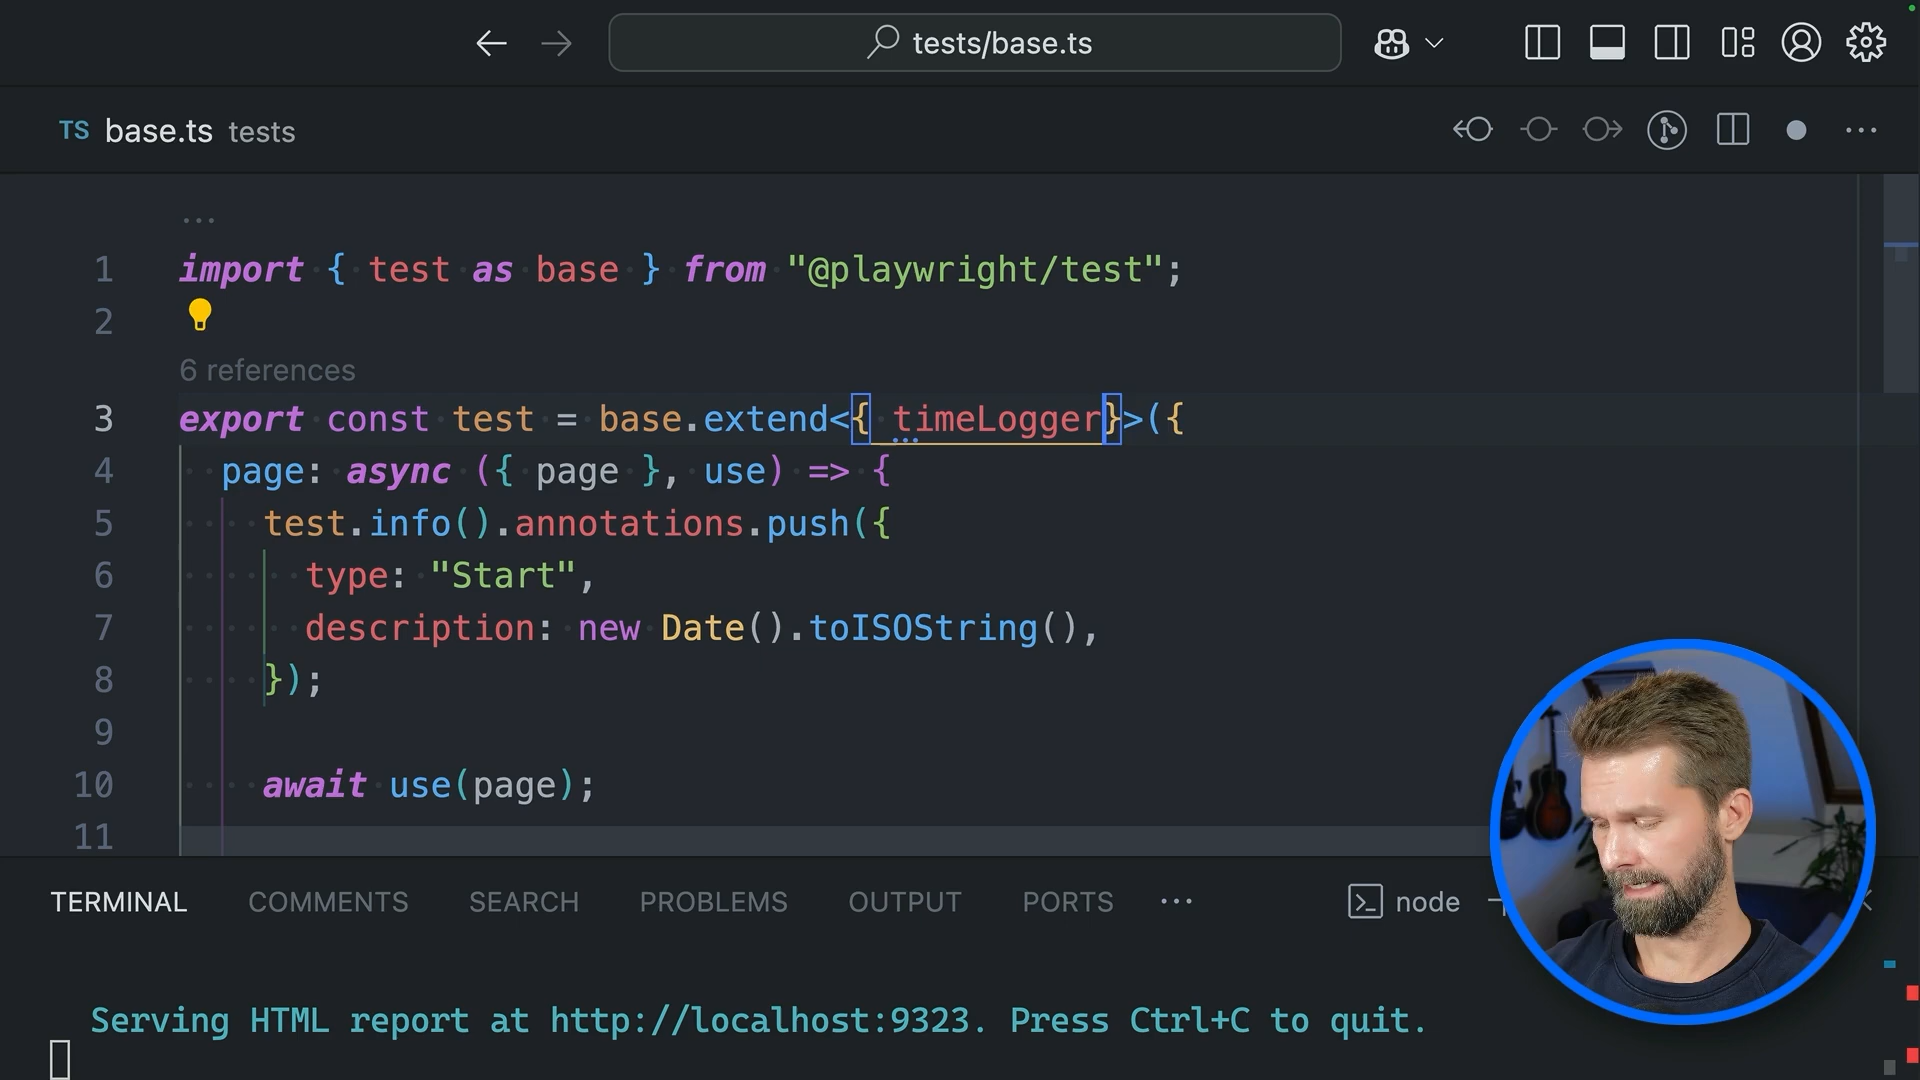 tests/base.ts
TS base.ts tests
...
1 import { test as base } from "@playwright/test";
2
6 references
3 export const test = base.extend<{ timeLogger}>({
4 page: async ({ page }, use) => {
5 test.info().annotations.push({
6 type: "Start",
7 description: new Date().toISOString(),
8 });
9
10 await use(page);
11
TERMINAL COMMENTS SEARCH PROBLEMS OUTPUT PORTS ... node
Serving HTML report at http://localhost:9323. Press Ctrl+C to quit.